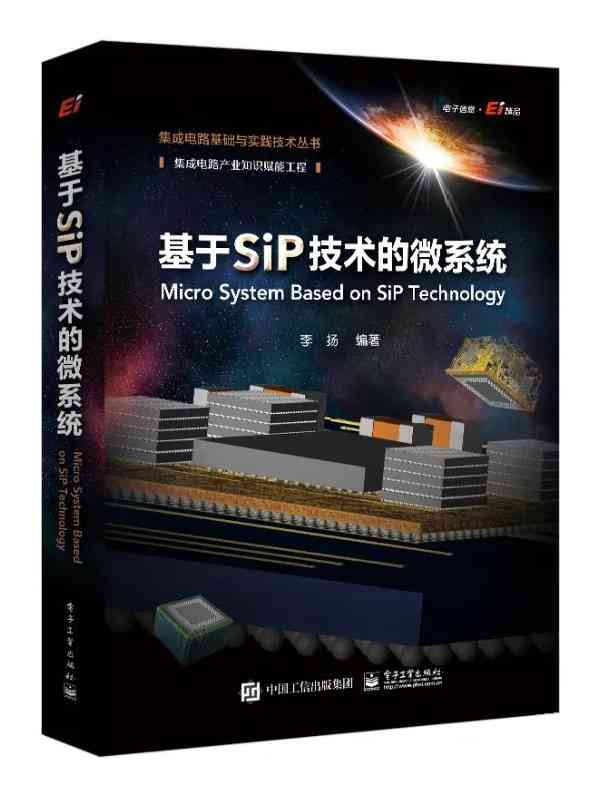 Ei
基于SiP技术的微系统
Micro System Based
on SiP Technology
电子工业出版社
电子信息·Ei精品
集成电路基础与实践技术丛书
集成电路产业知识赋能工程
基于SiP技术的微系统
Micro System Based on SiP Technology
李 扬 编著
中国工信出版集团
电子工业出版社